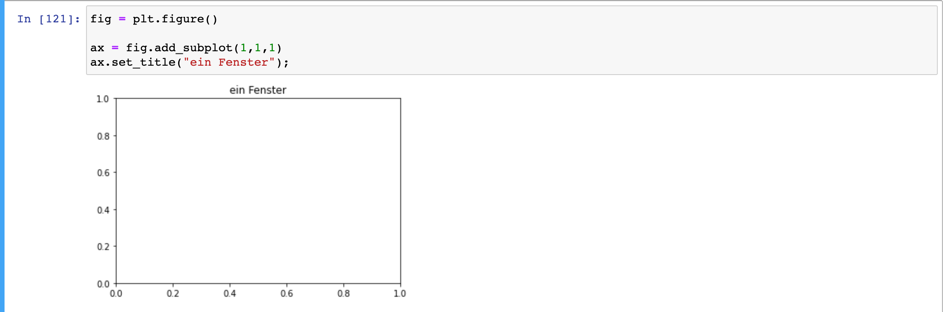 In [121]: fig = plt.figure()
ax = fig.add_subplot(1,1,1)
ax.set_title("ein Fenster");
ein Fenster
1.0
0.8
0.6
0.4
0.2
0.0
0.0 0.2 0.4 0.6 0.8 1.0